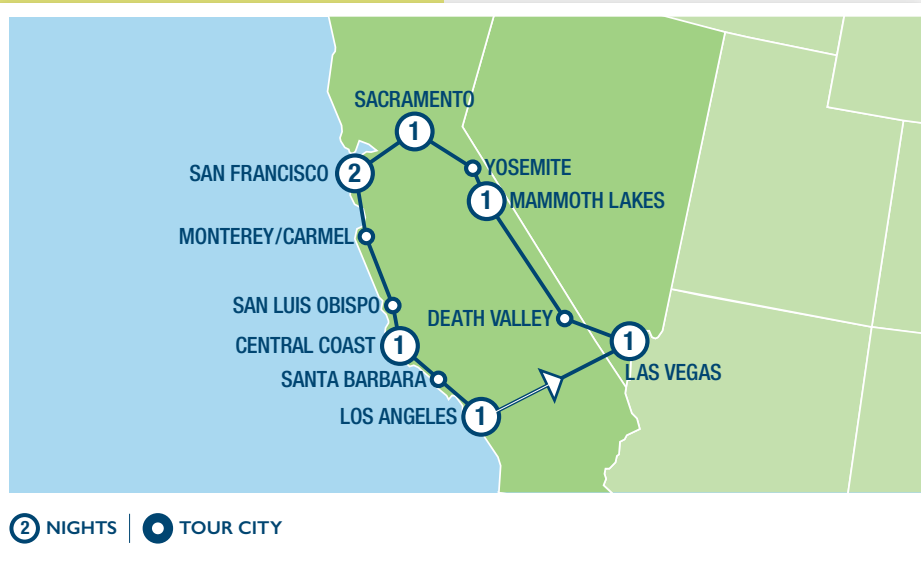 SACRAMENTO
1
SAN FRANCISCO 2
YOSEMITE
1 MAMMOTH LAKES
MONTEREY/CARMEL
SAN LUIS OBISPO
DEATH VALLEY
CENTRAL COAST 1
1
LAS VEGAS
SANTA BARBARA
LOS ANGELES 1
2 NIGHTS | TOUR CITY